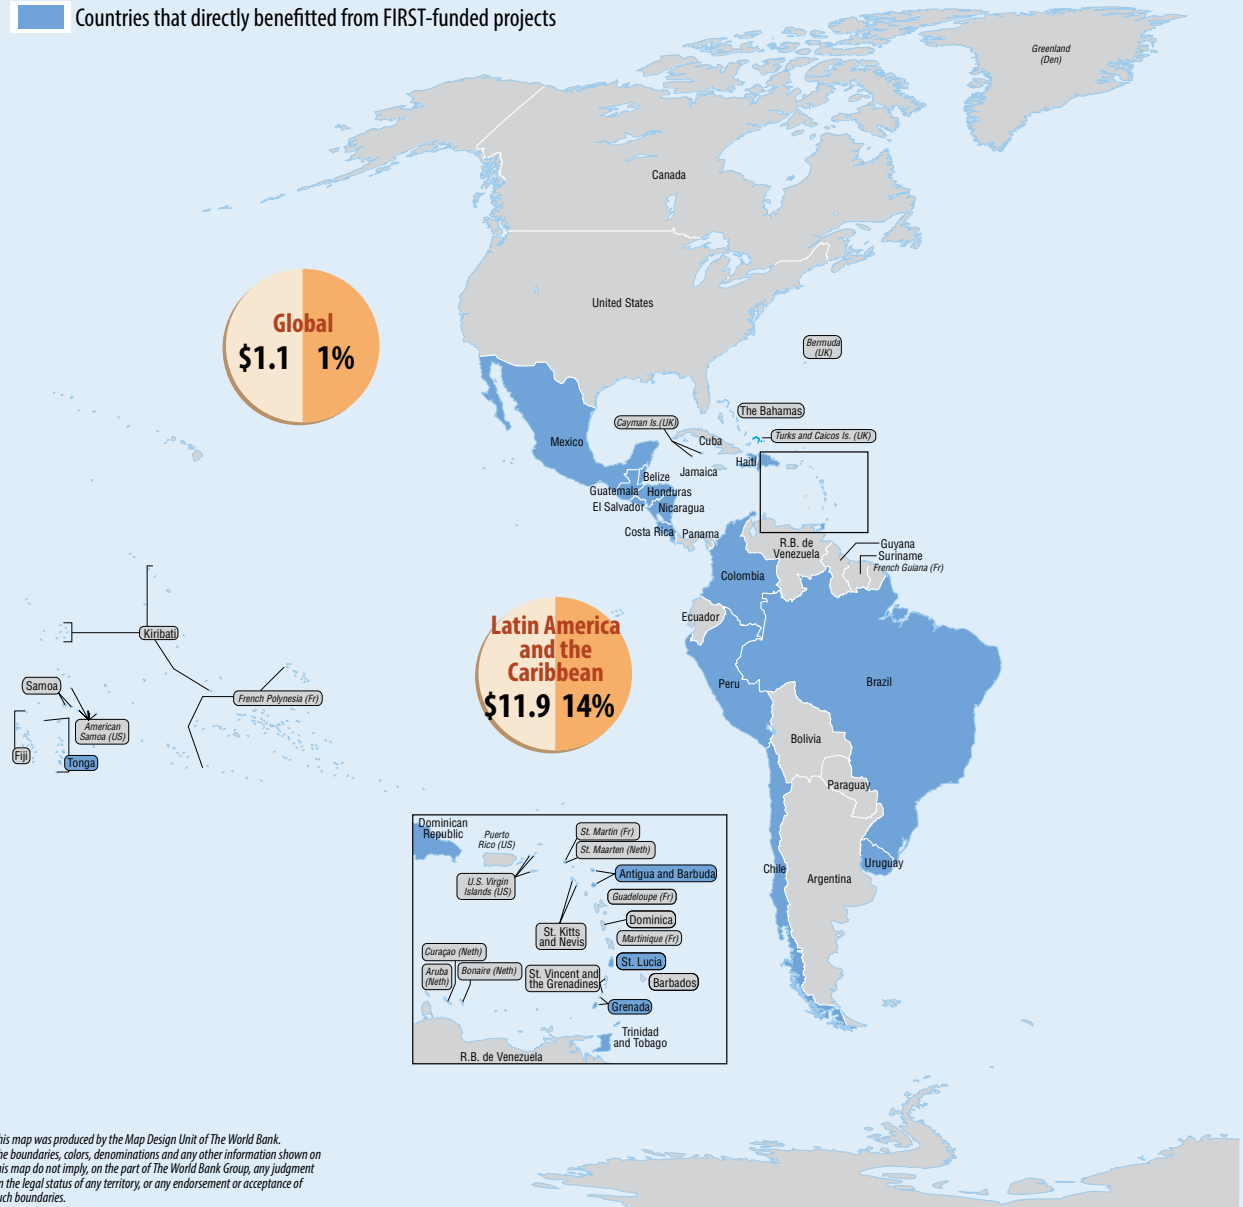 Countries that directly benefitted from FIRST-funded projects
Greenland
(Den)
Canada
United States
Global
$1.1 1%
Bermuda
(UK)
The Bahamas
Cayman Is.(UK)
Turks and Caicos Is. (UK)
Cuba
Mexico
Haiti
Jamaica
Belize
Guatemala
Honduras
El Salvador
Nicaragua
Costa Rica
Panama
R.B. de
Venezuela
Guyana
Suriname
French Guiana (Fr)
Colombia
Ecuador
Latin America
and the
Caribbean
$11.9 14%
Kiribati
Samoa
French Polynesia (Fr)
American
Samoa (US)
Fiji
Tonga
Peru
Brazil
Bolivia
Paraguay
Chile
Argentina
Uruguay
Dominican
Republic
Puerto
Rico (US)
St. Martin (Fr)
St. Maarten (Neth)
U.S. Virgin
Islands (US)
Antigua and Barbuda
Guadeloupe (Fr)
Dominica
St. Kitts
and Nevis
Martinique (Fr)
Curaçao (Neth)
Aruba
(Neth)
Bonaire (Neth)
St. Lucia
St. Vincent and
the Grenadines
Barbados
Grenada
Trinidad
and Tobago
R.B. de Venezuela
his map was produced by the Map Design Unit of The World Bank.
he boundaries, colors, denominations and any other information shown on
his map do not imply, on the part of The World Bank Group, any judgment
n the legal status of any territory, or any endorsement or acceptance of
uch boundaries.